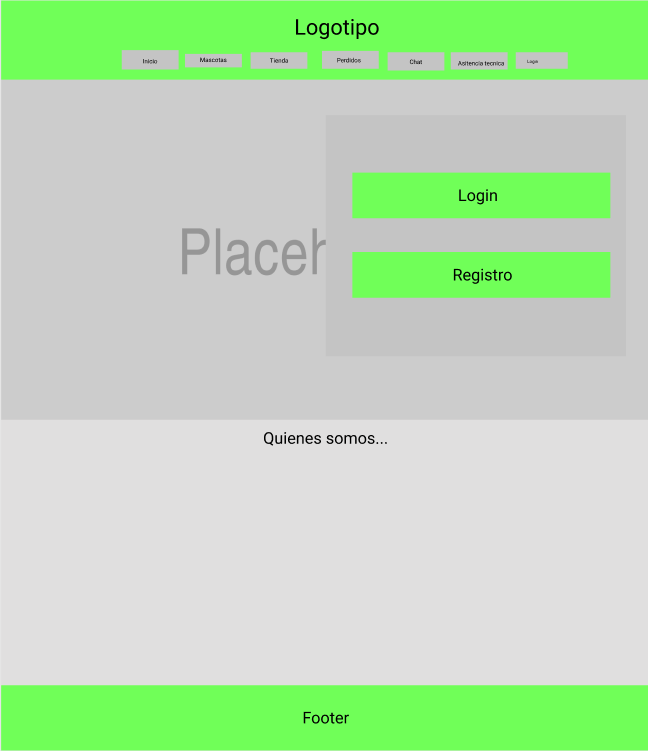 Logotipo
Inicio Mascotas Tienda Perdidos Chat Asitencia tecnica Login
Login
Placeh
Registro
Quienes somos...
Footer